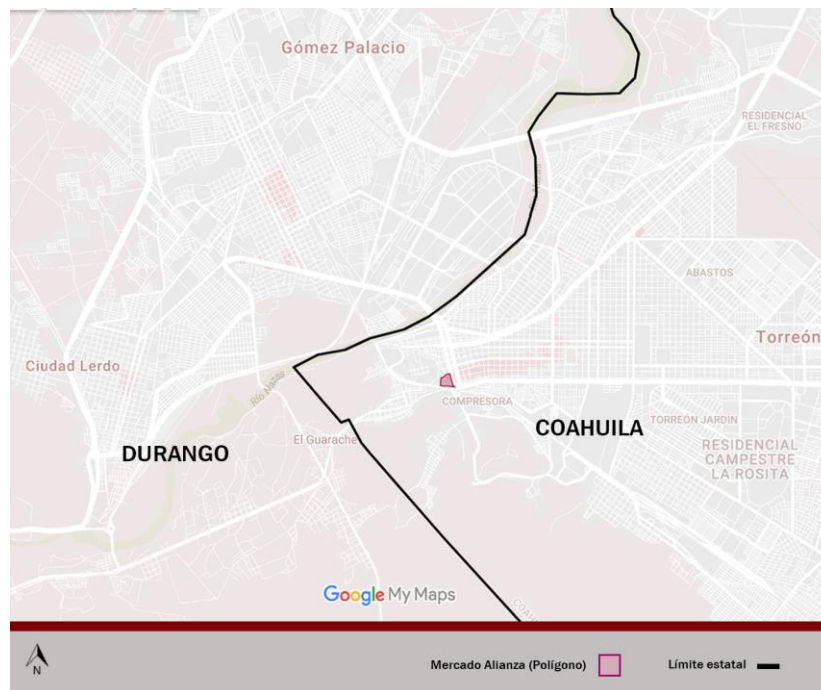 Gómez Palacio
RESIDENCIAL
EL FRESNO
ABASTOS
Torreón
Ciudad Lerdo
Río Nazas
COMPRESORA
El Guarache
DURANGO
COAHUILA
TORREÓN JARDÍN
RESIDENCIAL
CAMPESTRE
LA ROSITA
Google My Maps
N
Mercado Alianza (Polígono)
Límite estatal